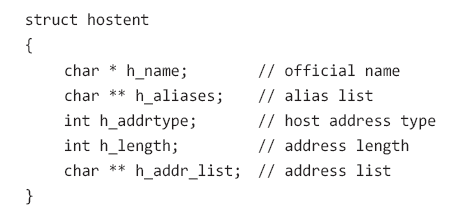 struct hostent
{
    char * h_name;        // official name
    char ** h_aliases;    // alias list
    int h_addrtype;       // host address type
    int h_length;         // address length
    char ** h_addr_list;  // address list
}